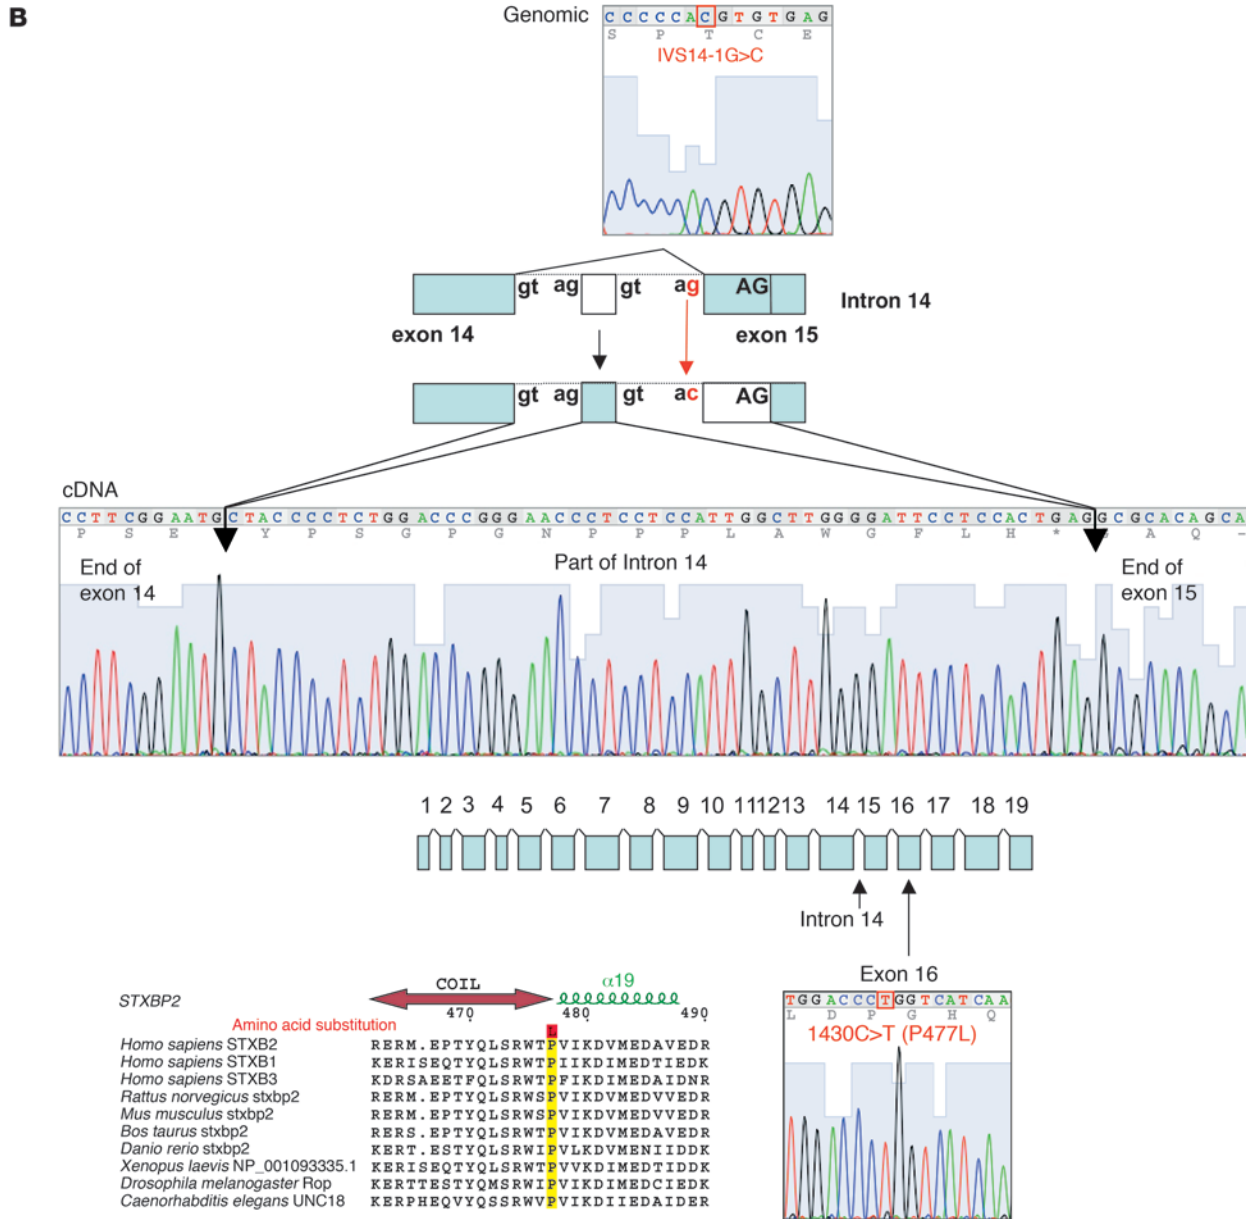 B
Genomic
C C C C C A C G T G T G A G
S P T C E
IVS14-1G>C
gt ag gt ag AG
Intron 14
exon 14
exon 15
gt ag gt ac AG
cDNA
C C T T C G G A A T G C T A C C C C T C T G G A C C C G G G A A C C C T C C T C C A T T G G C T T G G G G A T T C C T C C A C T G A G G C G C A C A G C A
P S E Y P S G P G N P P P L A W G F L H * A Q -
End of
exon 14
Part of Intron 14
End of
exon 15
1 2 3 4 5 6 7 8 9 10 11 12 13 14 15 16 17 18 19
Intron 14
Exon 16
T G G A C C C T G G T C A T C A A
L D P G H Q
1430C>T (P477L)
COIL
α19
STXBP2
470 480 490
Amino acid substitution
L
Homo sapiens STXB2 RERM.EPTYQLSRWTPVIKDVMEDAVEDR
Homo sapiens STXB1 KERISEQTYQLSRWTPIIKDIMEDTIEDK
Homo sapiens STXB3 KDRSAEETFQLSRWTPFIKDIMEDAIDNR
Rattus norvegicus stxbp2 RERM.EPTYQLSRWSPVIKDVMEDVVEDR
Mus musculus stxbp2 RERM.EPTYQLSRWSPVIKDVMEDVVEDR
Bos taurus stxbp2 RERS.EPTYQLSRWTPVIKDVMEDAVEDR
Danio rerio stxbp2 KERT.ESTYQLSRWIPVLKDVMENIIDDK
Xenopus laevis NP_001093335.1 KERISEQTYQLSRWTPVVKDIMEDTIDDK
Drosophila melanogaster Rop KERTTESTYQMSRWIPVIKDIMEDCIEDK
Caenorhabditis elegans UNC18 KERPHEQVYQSSRWVPVIKDIIEDAIDER